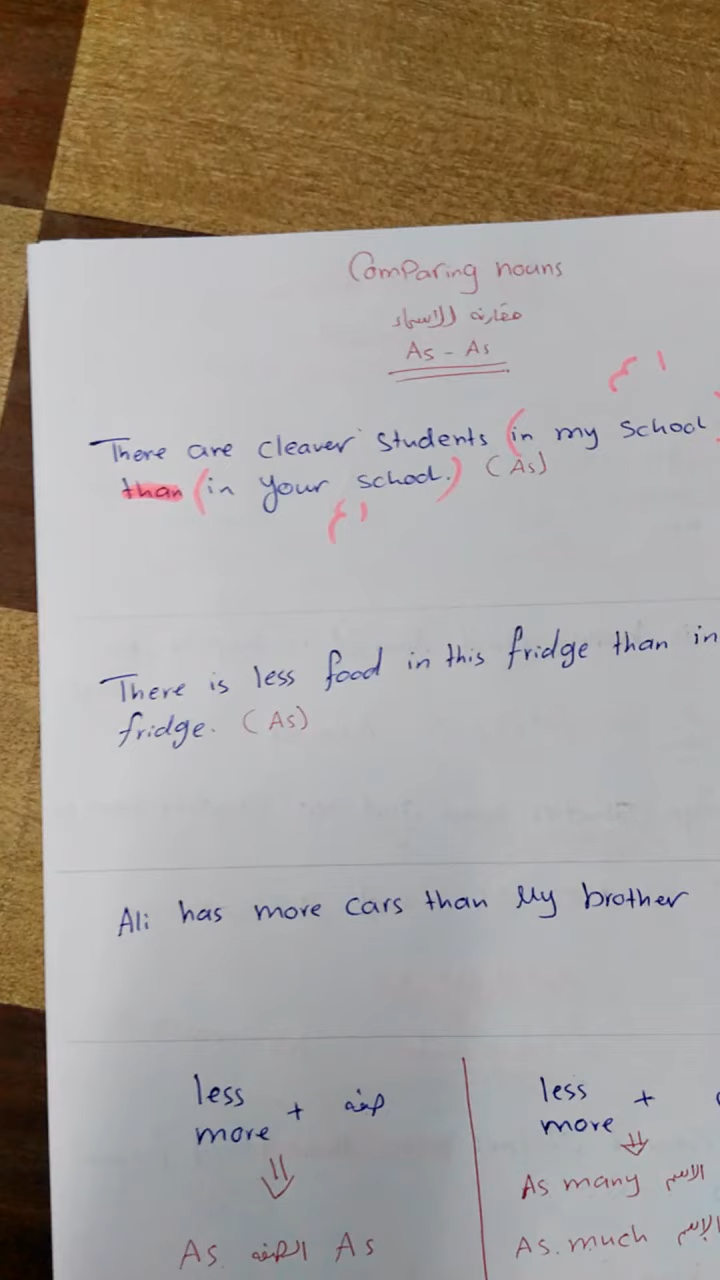 Comparing nouns
مقارنة الاسماء
As - As
There are cleaver students (in my school
than (in your school.) (As)
There is less food in this fridge than in
fridge. (As)
Ali has more cars than My brother
less
more + صفة
As الصفة As
less
more +
As many الاسم
As much الاسم